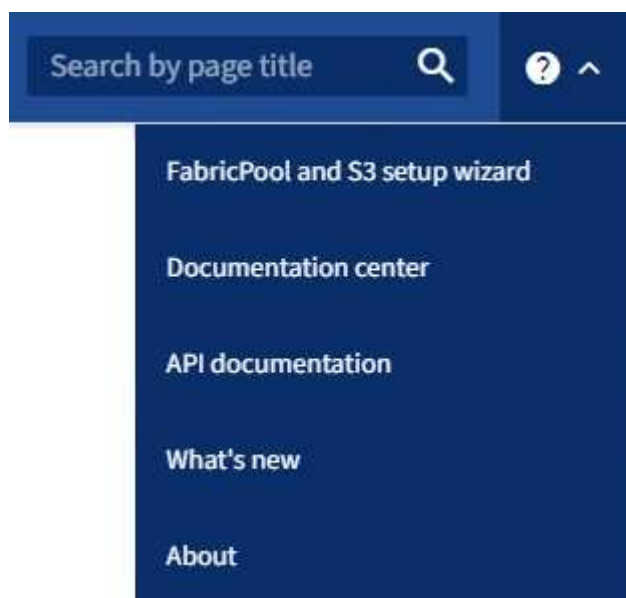 Search by page title
FabricPool and S3 setup wizard
Documentation center
API documentation
What's new
About